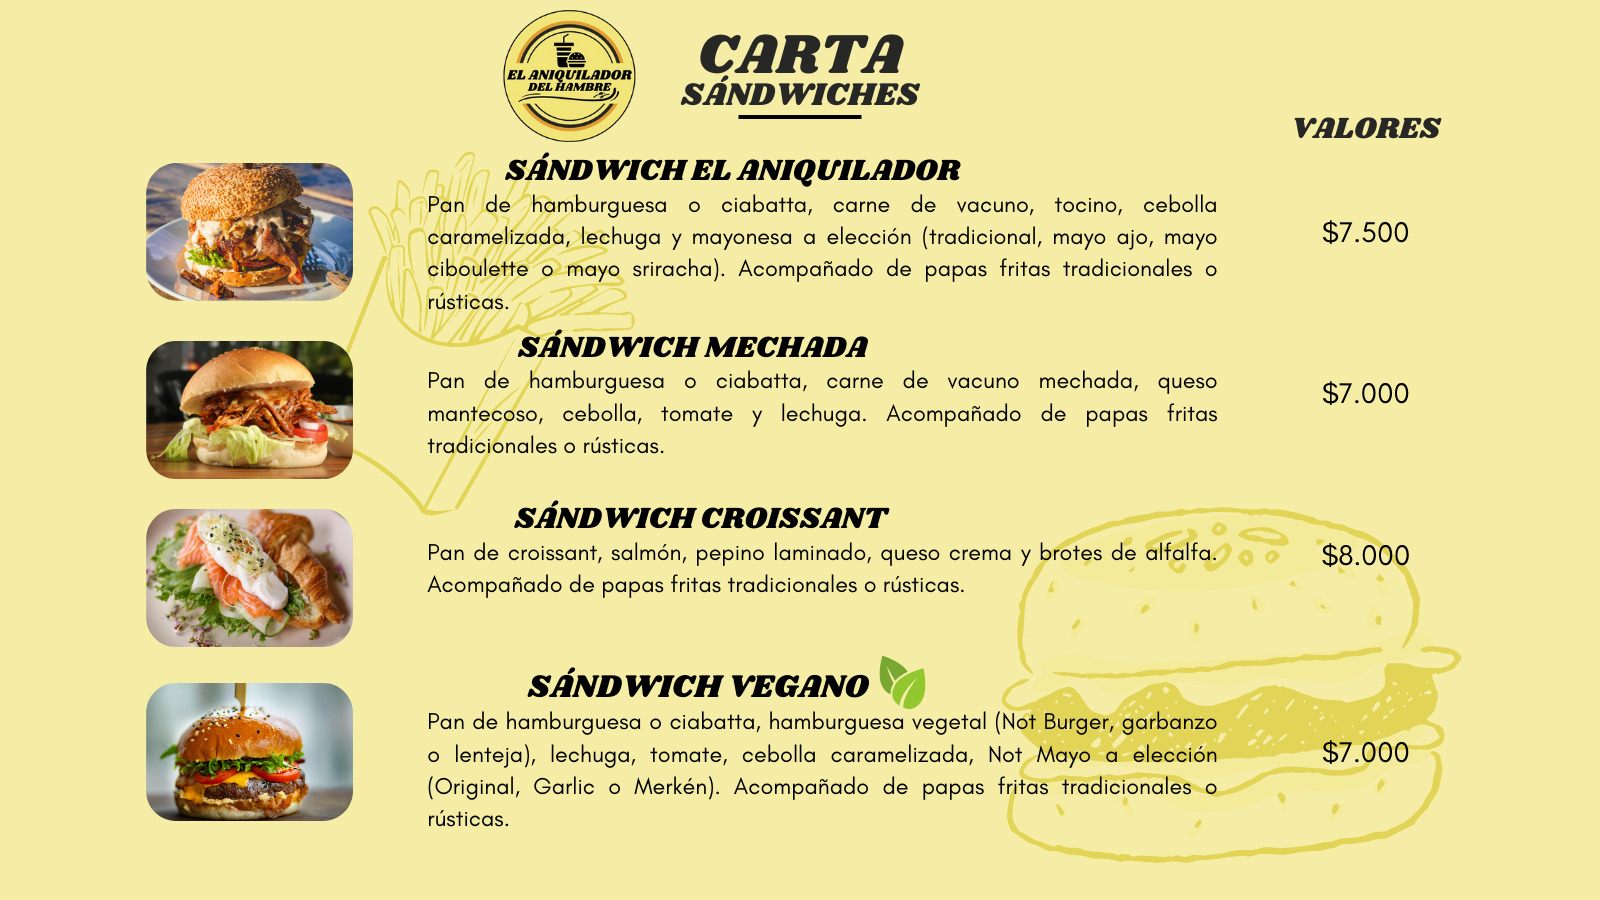 EL ANIQUILADOR
DEL HAMBRE
CARTA
SÁNDWICHES
VALORES
SÁNDWICH EL ANIQUILADOR
Pan de hamburguesa o ciabatta, carne de vacuno, tocino, cebolla
caramelizada, lechuga y mayonesa a elección (tradicional, mayo ajo, mayo
ciboulette o mayo sriracha). Acompañado de papas fritas tradicionales o
rústicas.
$7.500
SÁNDWICH MECHADA
Pan de hamburguesa o ciabatta, carne de vacuno mechada, queso
mantecoso, cebolla, tomate y lechuga. Acompañado de papas fritas
tradicionales o rústicas.
$7.000
SÁNDWICH CROISSANT
Pan de croissant, salmón, pepino laminado, queso crema y brotes de alfalfa.
Acompañado de papas fritas tradicionales o rústicas.
$8.000
SÁNDWICH VEGANO
Pan de hamburguesa o ciabatta, hamburguesa vegetal (Not Burger, garbanzo
o lenteja), lechuga, tomate, cebolla caramelizada, Not Mayo a elección
(Original, Garlic o Merkén). Acompañado de papas fritas tradicionales o
rústicas.
$7.000